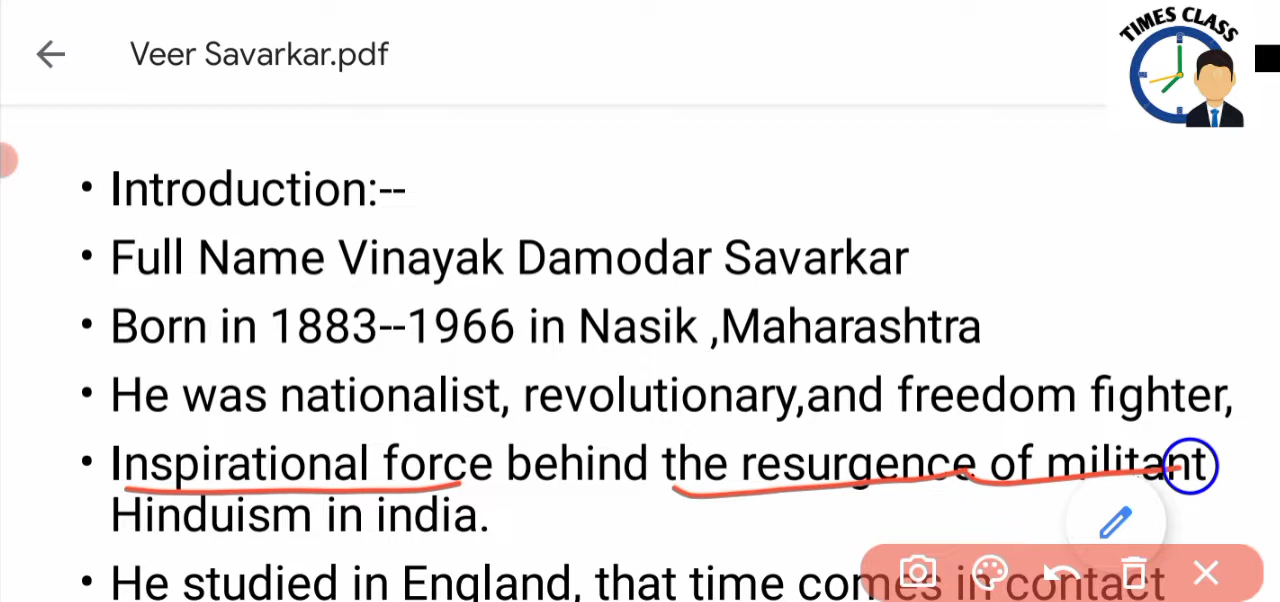 TIMES CLASS
Veer Savarkar.pdf
• Introduction:--
• Full Name Vinayak Damodar Savarkar
• Born in 1883--1966 in Nasik ,Maharashtra
• He was nationalist, revolutionary,and freedom fighter,
• Inspirational force behind the resurgence of militant
Hinduism in india.
• He studied in England, that time comes in contact